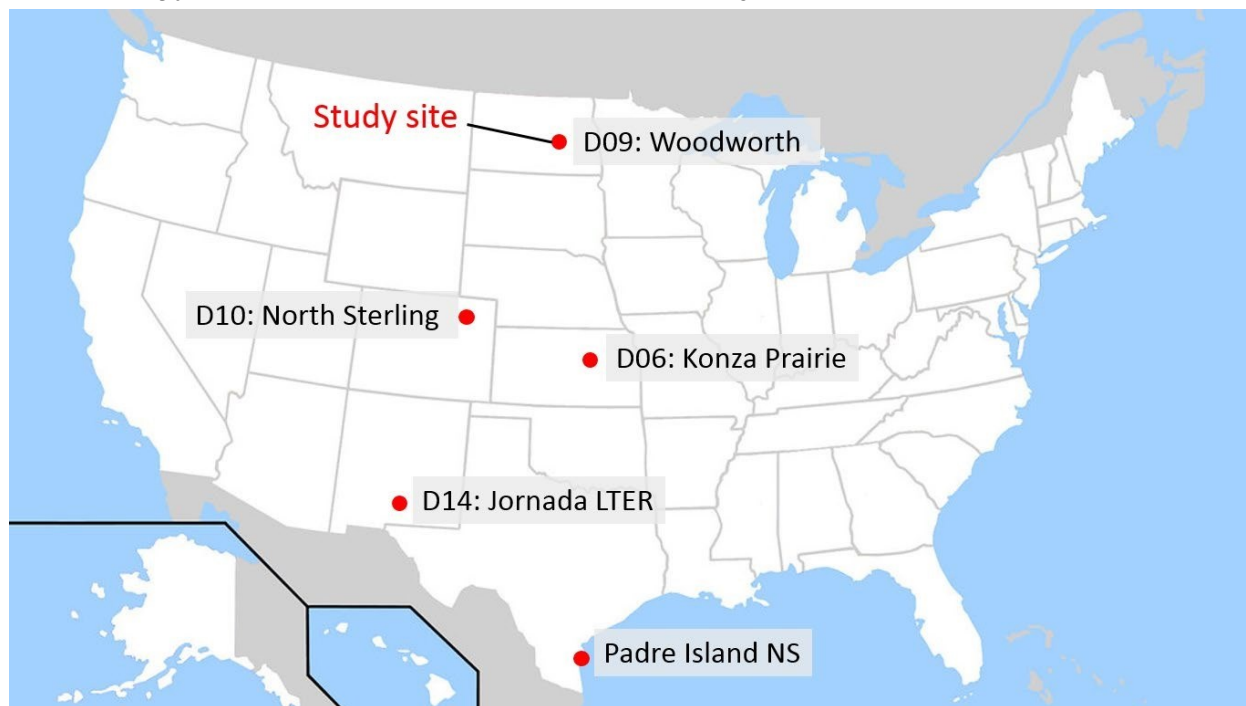 Study site
D09: Woodworth
D10: North Sterling
D06: Konza Prairie
D14: Jornada LTER
Padre Island NS